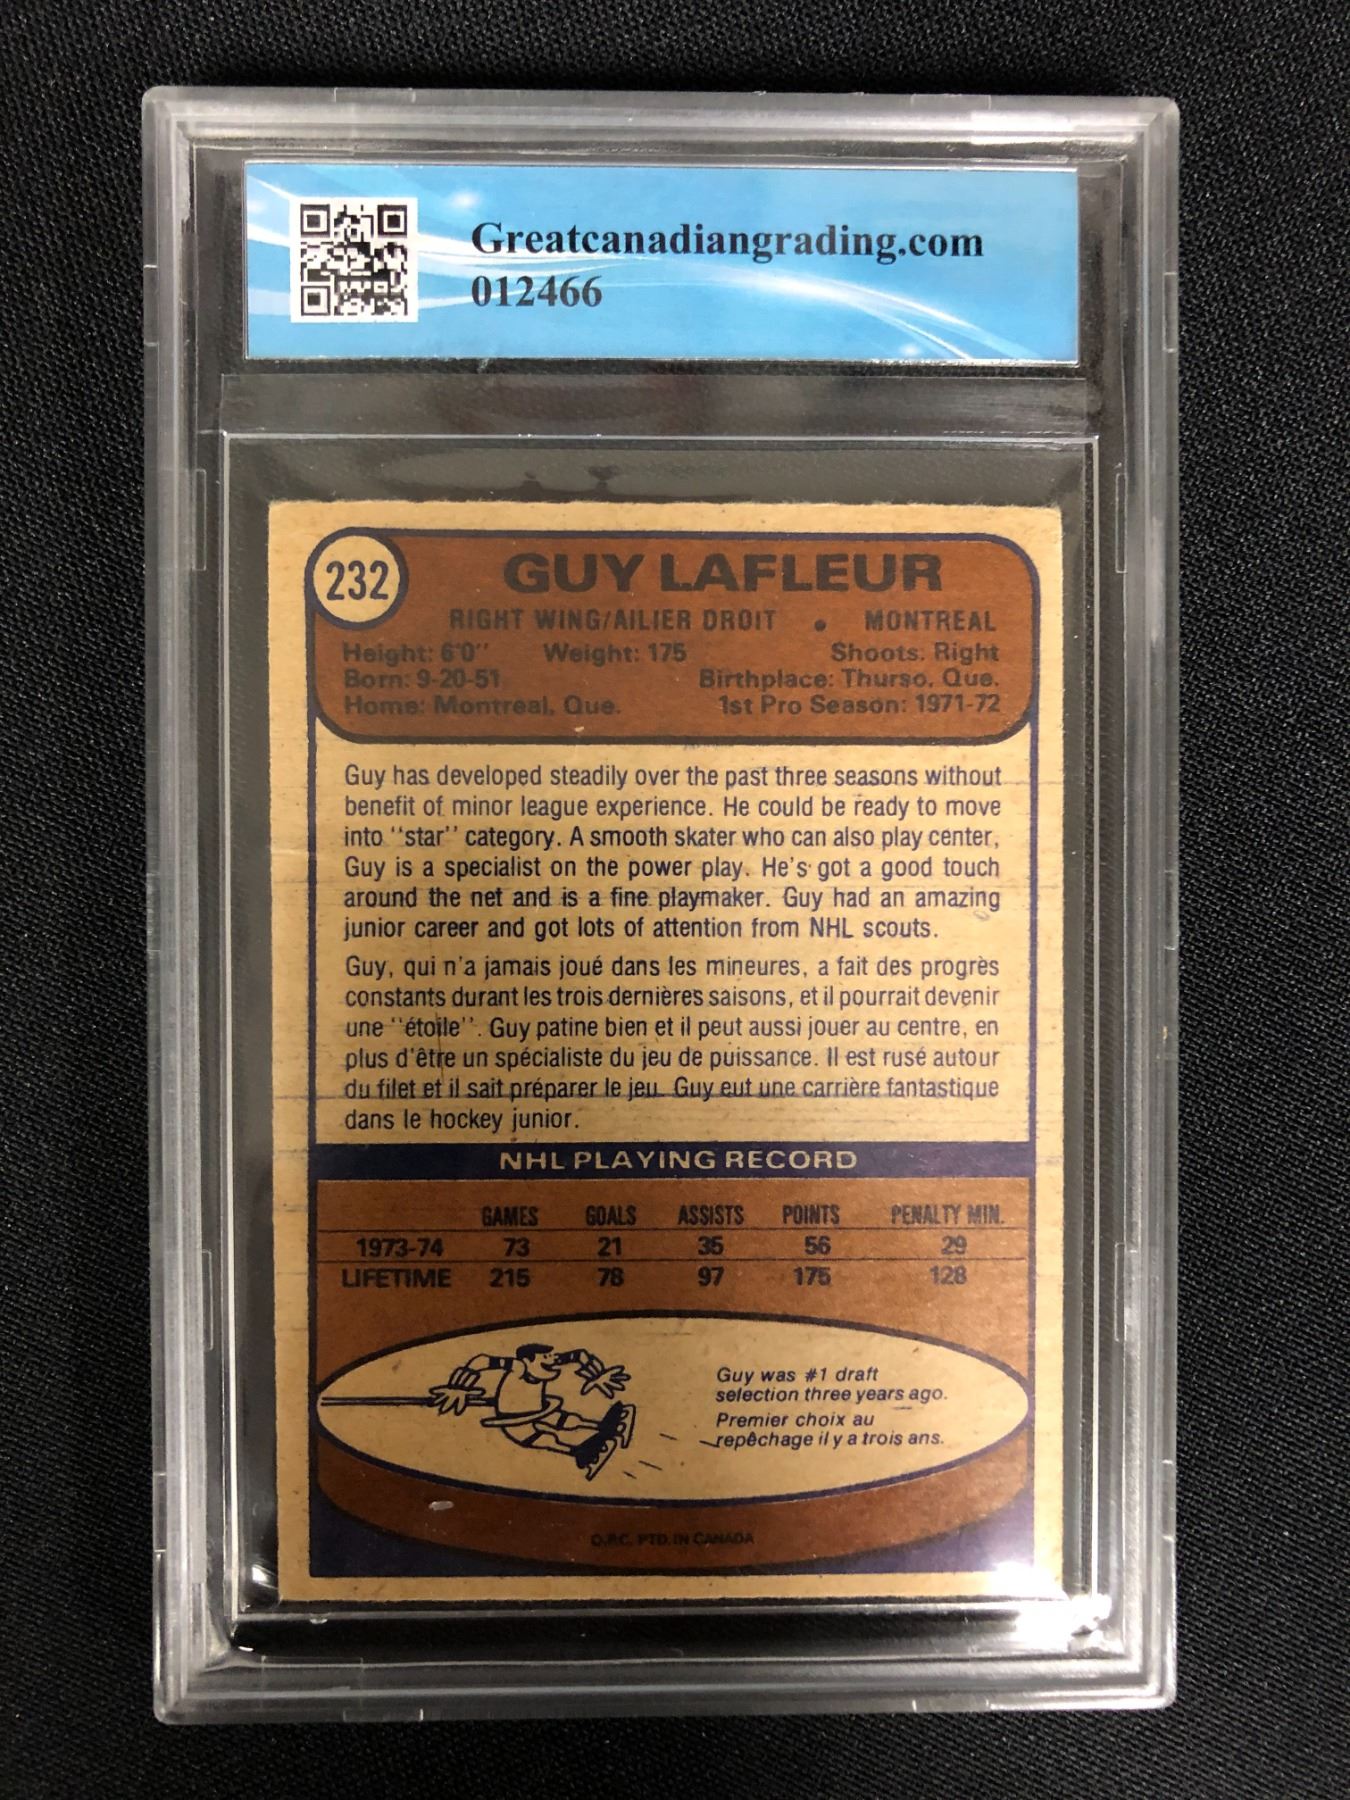 Greatcanadiangrading.com
012466
232 GUY LAFLEUR
RIGHT WING/AILIER DROIT • MONTREAL
Height: 6'0'' Weight: 175 Shoots: Right
Born: 9-20-51 Birthplace: Thurso, Que.
Home: Montreal, Que. 1st Pro Season: 1971-72
Guy has developed steadily over the past three seasons without
benefit of minor league experience. He could be ready to move
into ''star'' category. A smooth skater who can also play center,
Guy is a specialist on the power play. He's got a good touch
around the net and is a fine playmaker. Guy had an amazing
junior career and got lots of attention from NHL scouts.
Guy, qui n'a jamais joué dans les mineures, a fait des progrès
constants durant les trois dernières saisons, et il pourrait devenir
une ''étoile''. Guy patine bien et il peut aussi jouer au centre, en
plus d'être un spécialiste du jeu de puissance. Il est rusé autour
du filet et il sait préparer le jeu. Guy eut une carrière fantastique
dans le hockey junior.
NHL PLAYING RECORD
GAMES GOALS ASSISTS POINTS PENALTY MIN.
1973-74 73 21 35 56 29
LIFETIME 215 78 97 175 128
Guy was #1 draft
selection three years ago.
Premier choix au
repêchage il y a trois ans.
O.P.C. PTD. IN CANADA